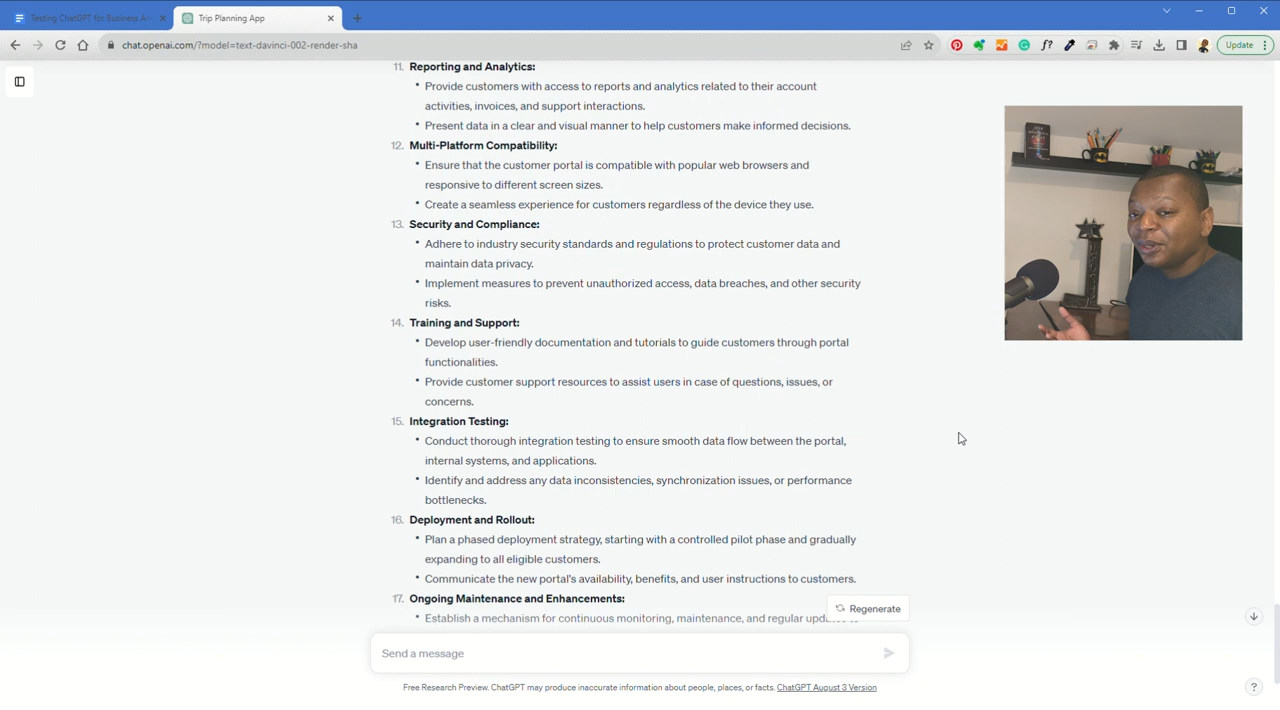 Testing ChatGPT for Business An
Trip Planning App
chat.openai.com/?model=text-davinci-002-render-sha
Update
11. Reporting and Analytics:
• Provide customers with access to reports and analytics related to their account
activities, invoices, and support interactions.
• Present data in a clear and visual manner to help customers make informed decisions.
12. Multi-Platform Compatibility:
• Ensure that the customer portal is compatible with popular web browsers and
responsive to different screen sizes.
• Create a seamless experience for customers regardless of the device they use.
13. Security and Compliance:
• Adhere to industry security standards and regulations to protect customer data and
maintain data privacy.
• Implement measures to prevent unauthorized access, data breaches, and other security
risks.
14. Training and Support:
• Develop user-friendly documentation and tutorials to guide customers through portal
functionalities.
• Provide customer support resources to assist users in case of questions, issues, or
concerns.
15. Integration Testing:
• Conduct thorough integration testing to ensure smooth data flow between the portal,
internal systems, and applications.
• Identify and address any data inconsistencies, synchronization issues, or performance
bottlenecks.
16. Deployment and Rollout:
• Plan a phased deployment strategy, starting with a controlled pilot phase and gradually
expanding to all eligible customers.
• Communicate the new portal's availability, benefits, and user instructions to customers.
17. Ongoing Maintenance and Enhancements:
Regenerate
• Establish a mechanism for continuous monitoring, maintenance, and regular
Send a message
Free Research Preview. ChatGPT may produce inaccurate information about people, places, or facts. ChatGPT August 3 Version
?